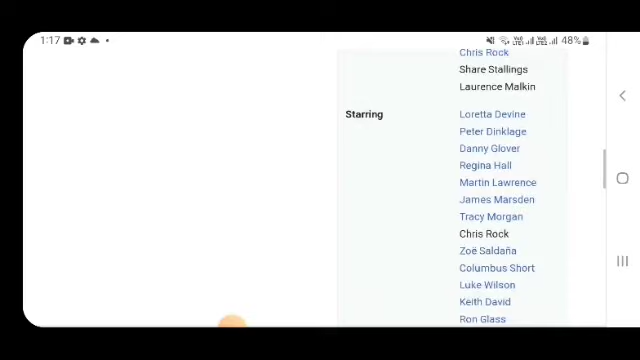 1:17
48%
Chris Rock
Share Stallings
Laurence Malkin
Starring Loretta Devine
Peter Dinklage
Danny Glover
Regina Hall
Martin Lawrence
James Marsden
Tracy Morgan
Chris Rock
Zoë Saldaña
Columbus Short
Luke Wilson
Keith David
Ron Glass